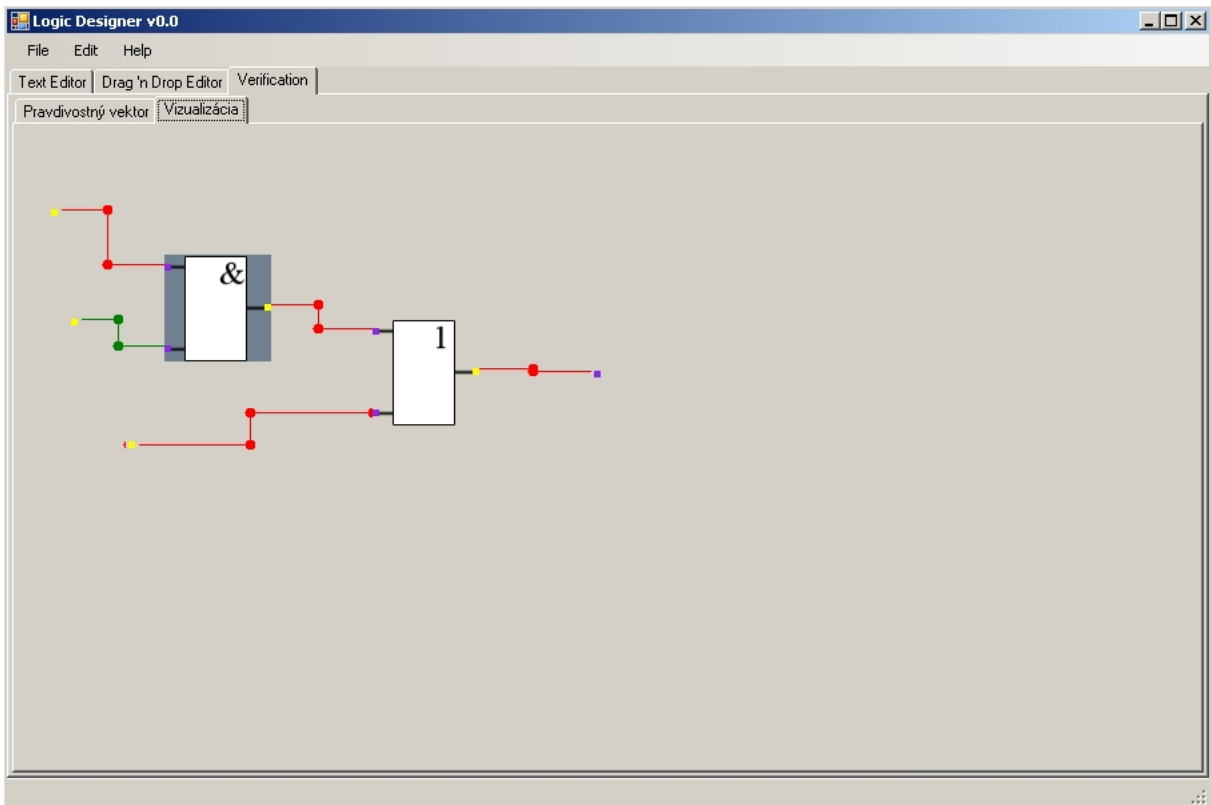 Logic Designer v0.0
File Edit Help
Text Editor Drag 'n Drop Editor Verification
Pravdivostný vektor Vizualizácia
&
1